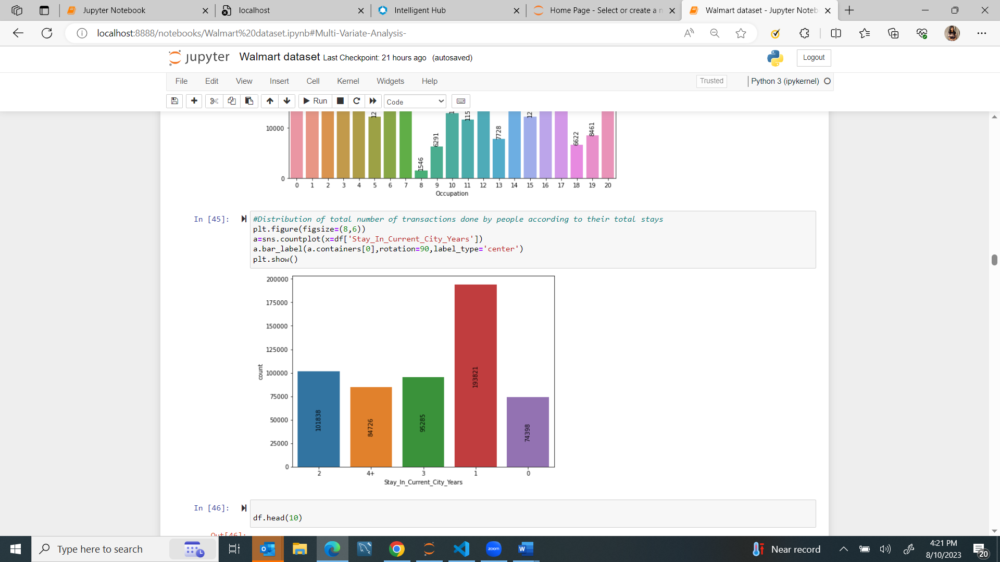 Jupyter Notebook
localhost
Intelligent Hub
Home Page - Select or create a n
Walmart dataset - Jupyter Noteb
localhost:8888/notebooks/Walmart%20dataset.ipynb#Multi-Variate-Analysis-
jupyter Walmart dataset Last Checkpoint: 21 hours ago (autosaved)
Logout
File Edit View Insert Cell Kernel Widgets Help
Trusted
Python 3 (ipykernel)
Run
Code
12
115
12
10000
6291
7728
6622
8461
1546
0
0 1 2 3 4 5 6 7 8 9 10 11 12 13 14 15 16 17 18 19 20
Occupation
In [45]:
#Distribution of total number of transactions done by people according to their total stays
plt.figure(figsize=(8,6))
a=sns.countplot(x=df['Stay_In_Current_City_Years'])
a.bar_label(a.containers[0],rotation=90,label_type='center')
plt.show()
200000
175000
150000
125000
100000
75000
50000
25000
0
count
101838
84726
95285
193821
74398
2 4+ 3 1 0
Stay_In_Current_City_Years
In [46]:
df.head(10)
Out[46]:
Type here to search
zoom
Near record
4:21 PM
8/10/2023
20